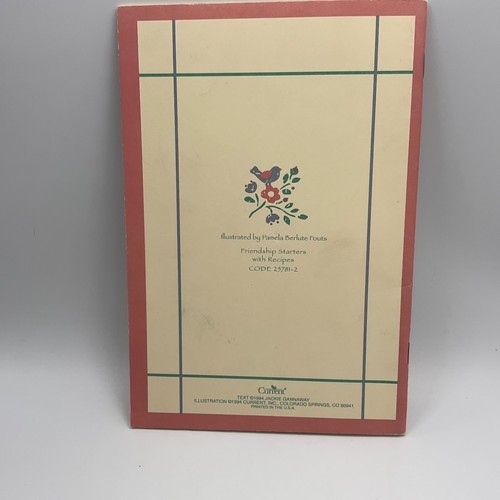 Illustrated by Pamela Berlute Fouts
Friendship Starters
with Recipes
CODE 23781-2
Current®
TEXT ©1994 JACKIE GANNAWAY
ILLUSTRATION ©1994 CURRENT, INC., COLORADO SPRINGS, CO 80941
PRINTED IN THE U.S.A.